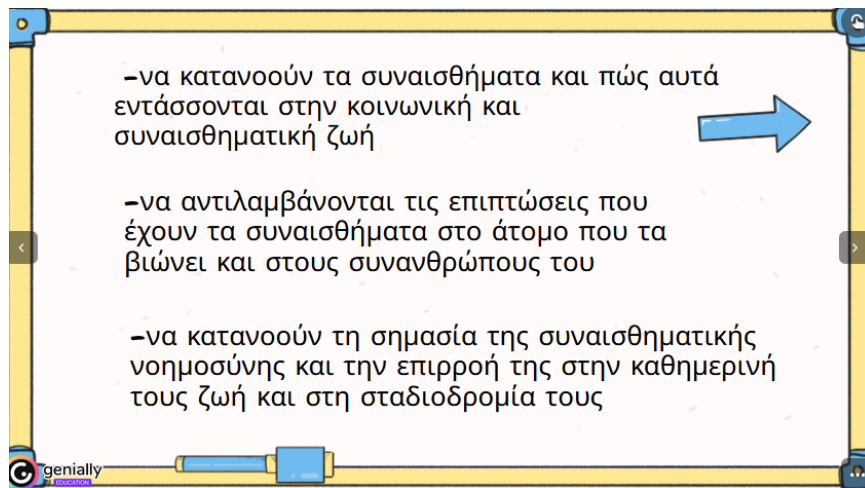 -να κατανοούν τα συναισθήματα και πώς αυτά
εντάσσονται στην κοινωνική και
συναισθηματική ζωή
-να αντιλαμβάνονται τις επιπτώσεις που
έχουν τα συναισθήματα στο άτομο που τα
βιώνει και στους συνανθρώπους του
-να κατανοούν τη σημασία της συναισθηματικής
νοημοσύνης και την επιρροή της στην καθημερινή
τους ζωή και στη σταδιοδρομία τους
genially
EDUCATION